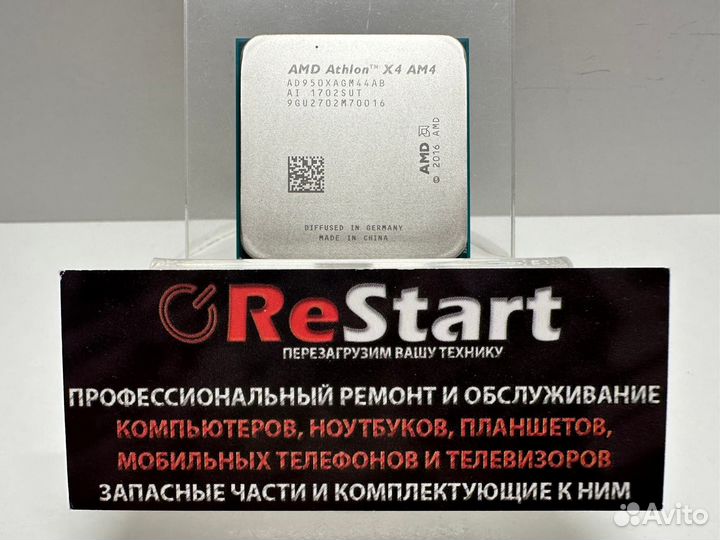 AMD Athlon™ X4 AM4
AD950XAGM44AB
AI 1702SUT
9GU2702M70016
AMD
© 2016 AMD
DIFFUSED IN GERMANY
MADE IN CHINA
ReStart
ПЕРЕЗАГРУЗИМ ВАШУ ТЕХНИКУ
ПРОФЕССИОНАЛЬНЫЙ РЕМОНТ И ОБСЛУЖИВАНИЕ
КОМПЬЮТЕРОВ, НОУТБУКОВ, ПЛАНШЕТОВ,
МОБИЛЬНЫХ ТЕЛЕФОНОВ И ТЕЛЕВИЗОРОВ
ЗАПАСНЫЕ ЧАСТИ И КОМПЛЕКТУЮЩИЕ К НИМ
Avito